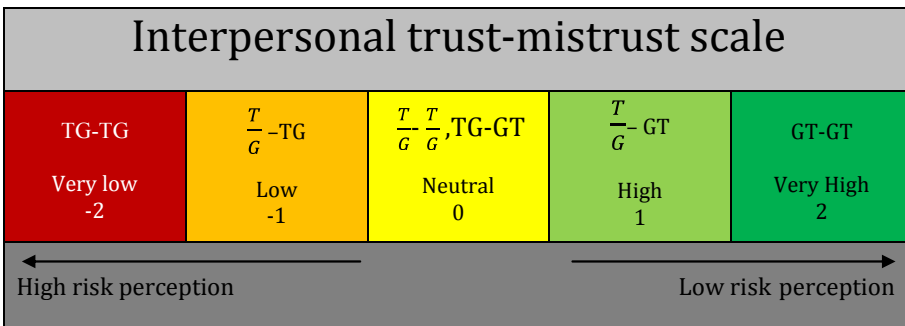 Interpersonal trust-mistrust scale
TG-TG
Very low
-2
T/G –TG
Low
-1
T/G- T/G ,TG-GT
Neutral
0
T/G – GT
High
1
GT-GT
Very High
2
High risk perception
Low risk perception